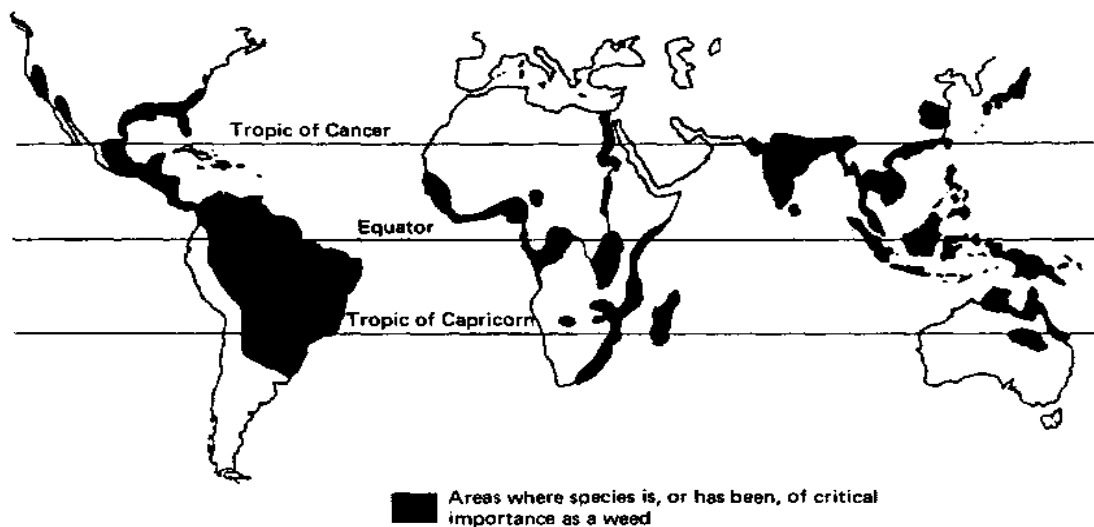 Tropic of Cancer
Equator
Tropic of Capricorn
Areas where species is, or has been, of critical
importance as a weed